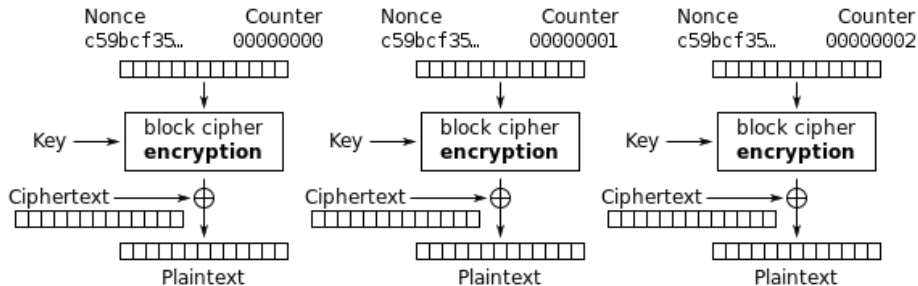 Nonce Counter Nonce Counter Nonce Counter
c59bcf35… 00000000 c59bcf35… 00000001 c59bcf35… 00000002
block cipher block cipher block cipher
Key encryption Key encryption Key encryption
Ciphertext Ciphertext Ciphertext
Plaintext Plaintext Plaintext